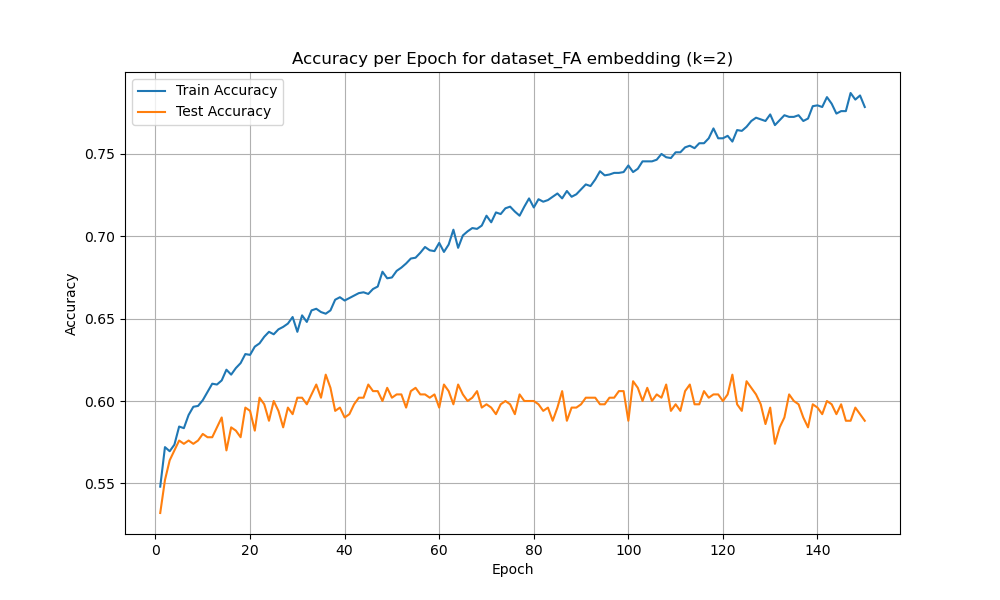 Accuracy per Epoch for dataset_FA embedding (k=2)
Train Accuracy
Test Accuracy
Accuracy
0.75
0.70
0.65
0.60
0.55
0 20 40 60 80 100 120 140
Epoch